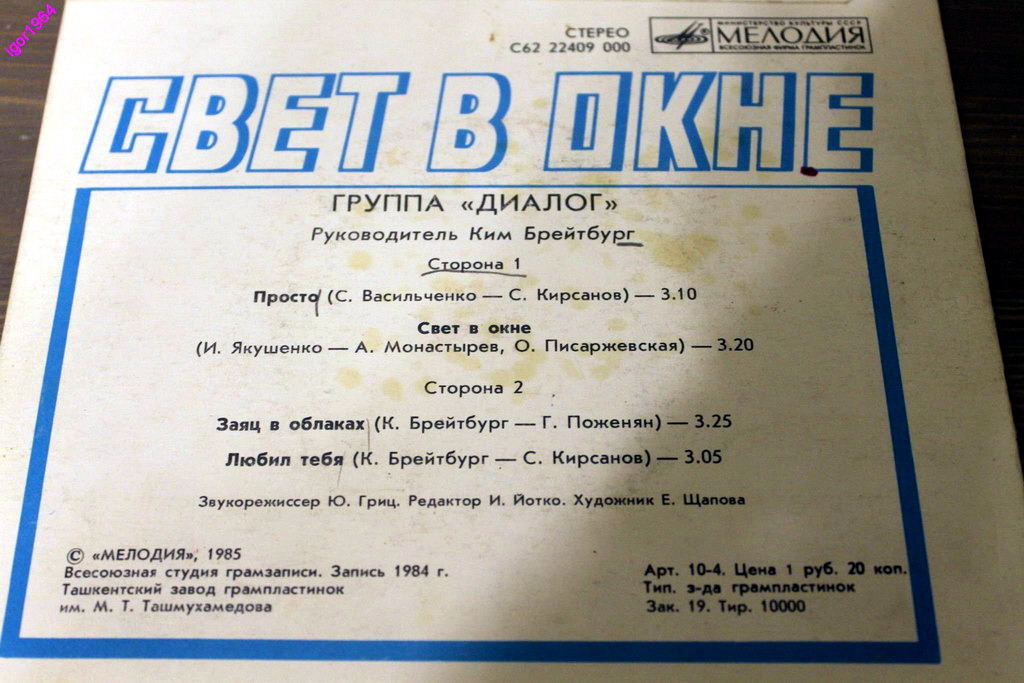 igor1964
СТЕРЕО
С62 22409 000
МИНИСТЕРСТВО КУЛЬТУРЫ СССР
МЕЛОДИЯ
ВСЕСОЮЗНАЯ ФИРМА ГРАМПЛАСТИНОК
СВЕТ В ОКНЕ
ГРУППА «ДИАЛОГ»
Руководитель Ким Брейтбург
Сторона 1
Просто (С. Васильченко — С. Кирсанов) — 3.10
Свет в окне
(И. Якушенко — А. Монастырев, О. Писаржевская) — 3.20
Сторона 2
Заяц в облаках (К. Брейтбург — Г. Поженян) — 3.25
Любил тебя (К. Брейтбург — С. Кирсанов) — 3.05
Звукорежиссер Ю. Гриц. Редактор И. Йотко. Художник Е. Щапова
© «МЕЛОДИЯ», 1985
Всесоюзная студия грамзаписи. Запись 1984 г.
Ташкентский завод грампластинок
им. М. Т. Ташмухамедова
Арт. 10-4. Цена 1 руб. 20 коп.
Тип. з-да грампластинок
Зак. 19. Тир. 10000